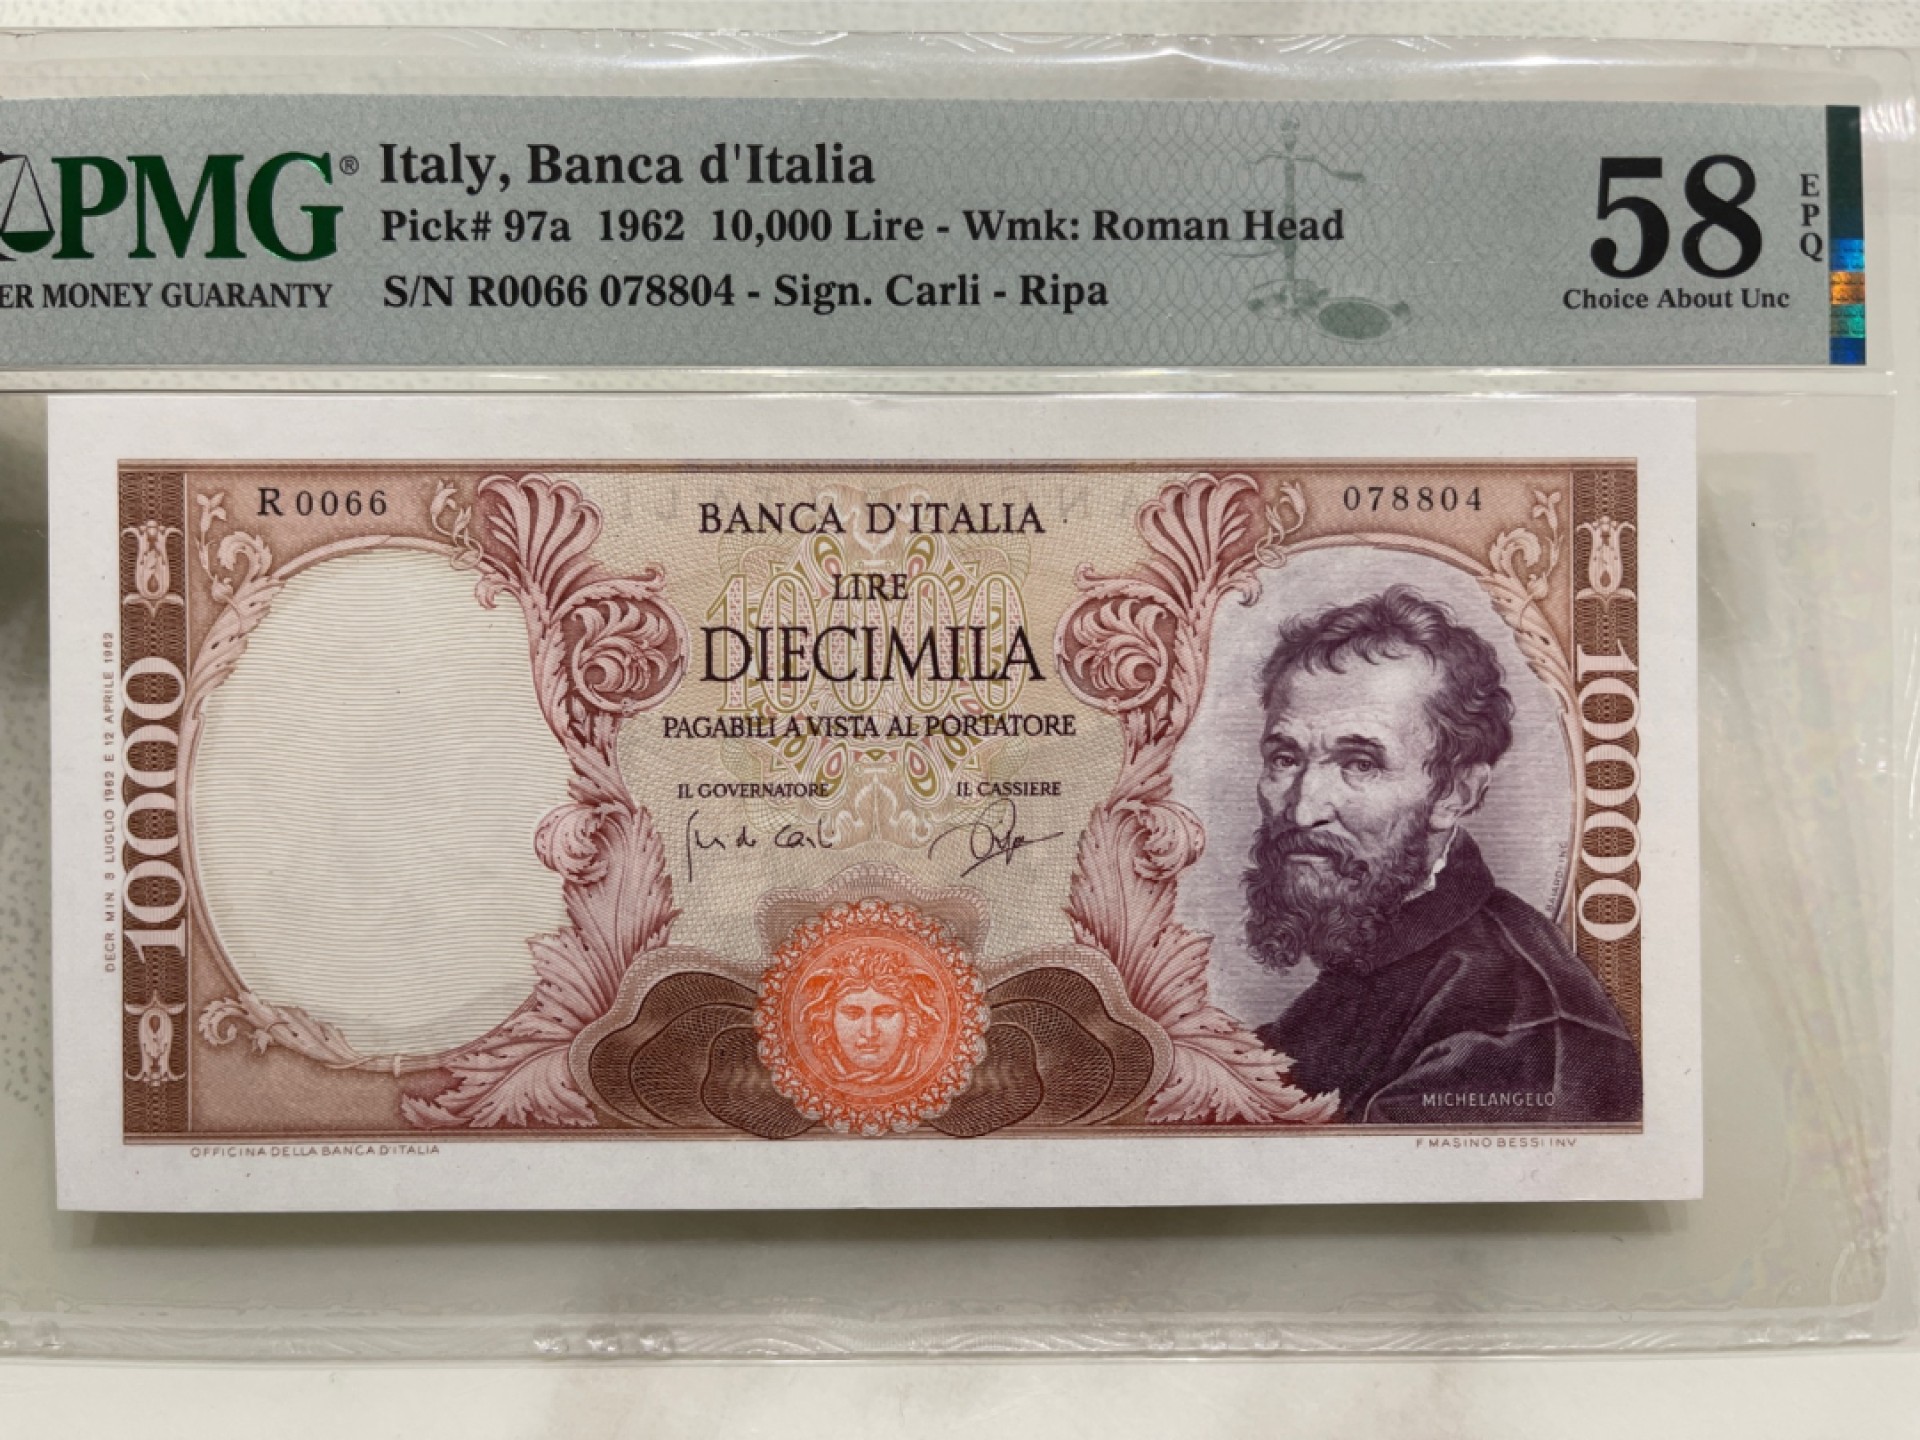 PMG®
ER MONEY GUARANTY
Italy, Banca d'Italia
Pick# 97a 1962 10,000 Lire - Wmk: Roman Head
S/N R0066 078804 - Sign. Carli - Ripa
58
EPQ
Choice About Unc
R 0066
078804
BANCA D'ITALIA
LIRE
10000
DIECIMILA
PAGABILI A VISTA AL PORTATORE
IL GOVERNATORE
IL CASSIERE
10000
10000
DECR. MIN. 3 LUGLIO 1962 E 12 APRILE 1962
MICHELANGELO
OFFICINA DELLA BANCA D'ITALIA
F MASINO BESSI INV